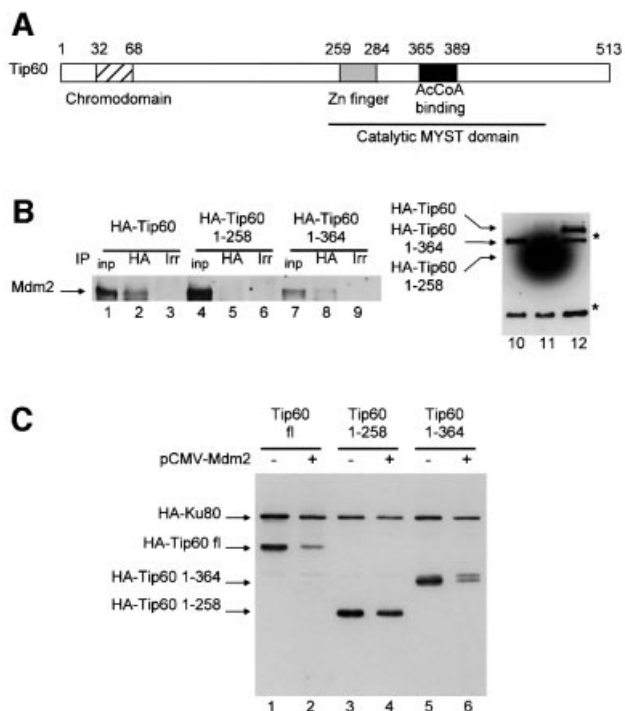 A
1 32 68 259 284 365 389 513
Tip60
Chromodomain Zn finger AcCoA
binding
Catalytic MYST domain
B
HA-Tip60 HA-Tip60
1-258 HA-Tip60
1-364
IP inp HA Irr inp HA Irr inp HA Irr
Mdm2
1 2 3 4 5 6 7 8 9
HA-Tip60
HA-Tip60
1-364
HA-Tip60
1-258
*
*
10 11 12
C
Tip60
fl Tip60
1-258 Tip60
1-364
pCMV-Mdm2 - + - + - +
HA-Ku80
HA-Tip60 fl
HA-Tip60 1-364
HA-Tip60 1-258
1 2 3 4 5 6